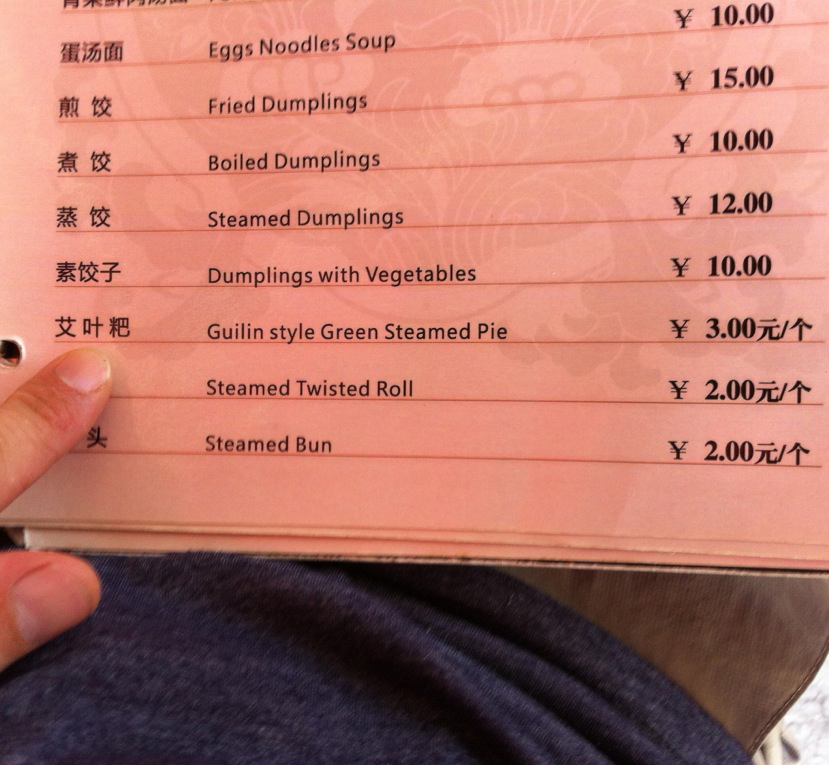 蛋汤面 Eggs Noodles Soup ¥ 10.00
煎 饺 Fried Dumplings ¥ 15.00
煮 饺 Boiled Dumplings ¥ 10.00
蒸 饺 Steamed Dumplings ¥ 12.00
素饺子 Dumplings with Vegetables ¥ 10.00
艾叶粑 Guilin style Green Steamed Pie ¥ 3.00元/个
Steamed Twisted Roll ¥ 2.00元/个
头 Steamed Bun ¥ 2.00元/个